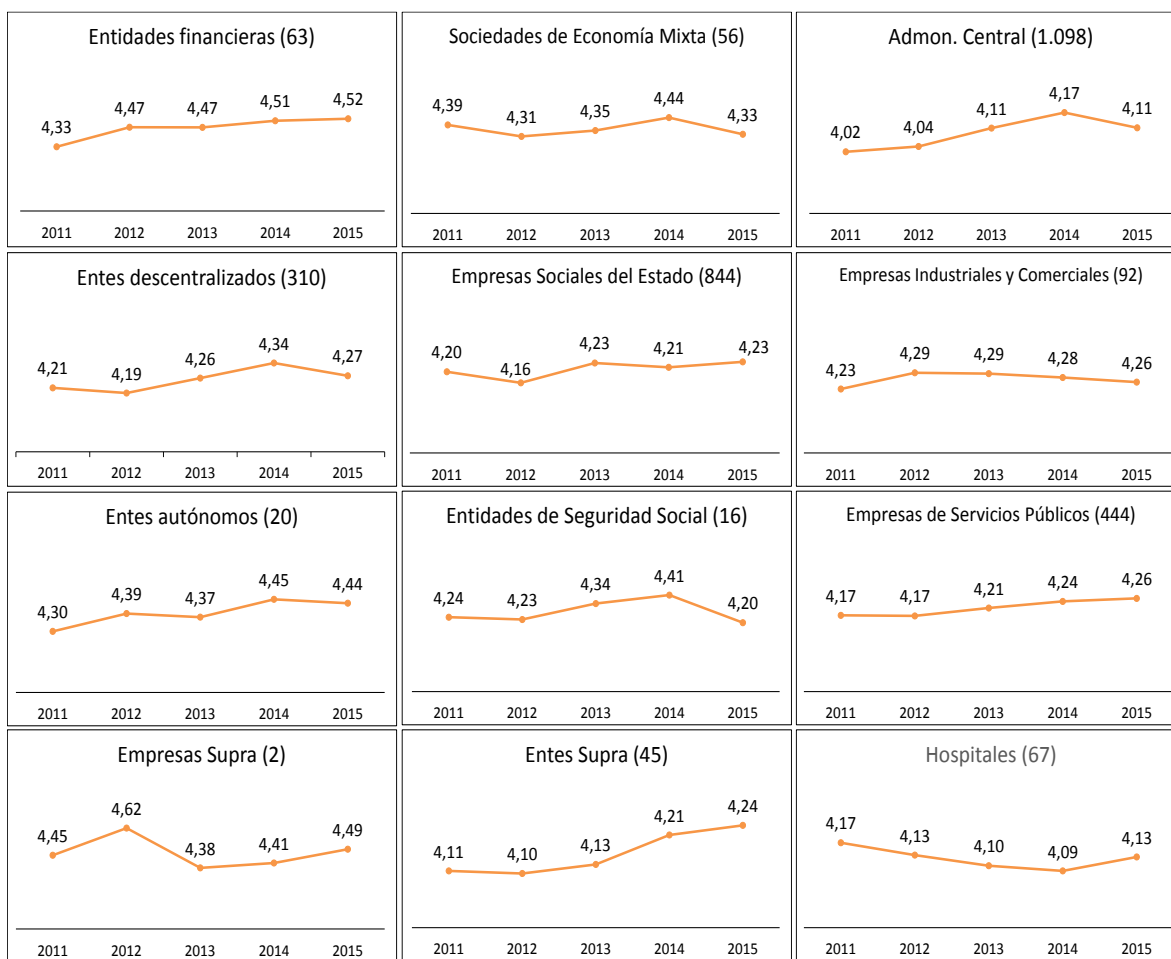 Entidades financieras (63)
4,33 4,47 4,47 4,51 4,52
2011 2012 2013 2014 2015
Sociedades de Economía Mixta (56)
4,39 4,31 4,35 4,44 4,33
2011 2012 2013 2014 2015
Admon. Central (1.098)
4,02 4,04 4,11 4,17 4,11
2011 2012 2013 2014 2015
Entes descentralizados (310)
4,21 4,19 4,26 4,34 4,27
2011 2012 2013 2014 2015
Empresas Sociales del Estado (844)
4,20 4,16 4,23 4,21 4,23
2011 2012 2013 2014 2015
Empresas Industriales y Comerciales (92)
4,23 4,29 4,29 4,28 4,26
2011 2012 2013 2014 2015
Entes autónomos (20)
4,30 4,39 4,37 4,45 4,44
2011 2012 2013 2014 2015
Entidades de Seguridad Social (16)
4,24 4,23 4,34 4,41 4,20
2011 2012 2013 2014 2015
Empresas de Servicios Públicos (444)
4,17 4,17 4,21 4,24 4,26
2011 2012 2013 2014 2015
Empresas Supra (2)
4,45 4,62 4,38 4,41 4,49
2011 2012 2013 2014 2015
Entes Supra (45)
4,11 4,10 4,13 4,21 4,24
2011 2012 2013 2014 2015
Hospitales (67)
4,17 4,13 4,10 4,09 4,13
2011 2012 2013 2014 2015